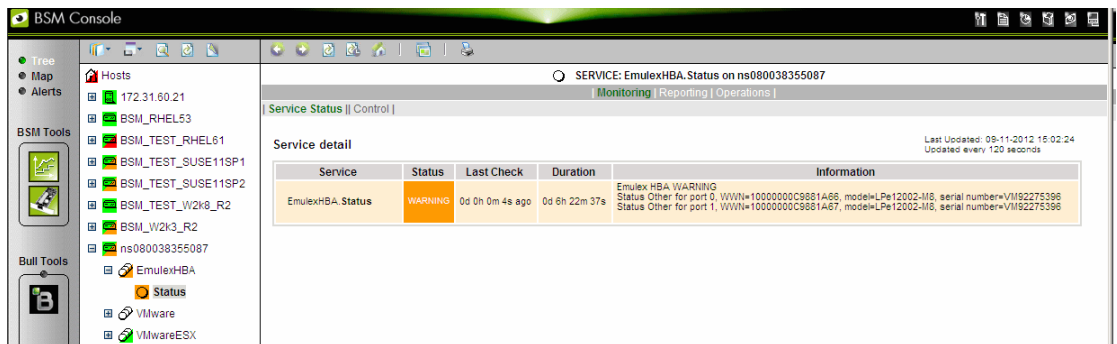 BSM Console
Tree
Map
Alerts
BSM Tools
Bull Tools
Hosts
172.31.60.21
BSM_RHEL53
BSM_TEST_RHEL61
BSM_TEST_SUSE11SP1
BSM_TEST_SUSE11SP2
BSM_TEST_W2k8_R2
BSM_W2k3_R2
ns080038355087
EmulexHBA
Status
VMware
VMwareESX
SERVICE: EmulexHBA.Status on ns080038355087
| Monitoring | Reporting | Operations |
| Service Status || Control |
Service detail
Last Updated: 09-11-2012 15:02:24
Updated every 120 seconds
Service Status Last Check Duration Information
EmulexHBA.Status WARNING 0d 0h 0m 4s ago 0d 6h 22m 37s
Emulex HBA WARNING
Status Other for port 0, WWN=10000000C9881A66, model=LPe12002-M8, serial number=VM92275396
Status Other for port 1, WWN=10000000C9881A67, model=LPe12002-M8, serial number=VM92275396